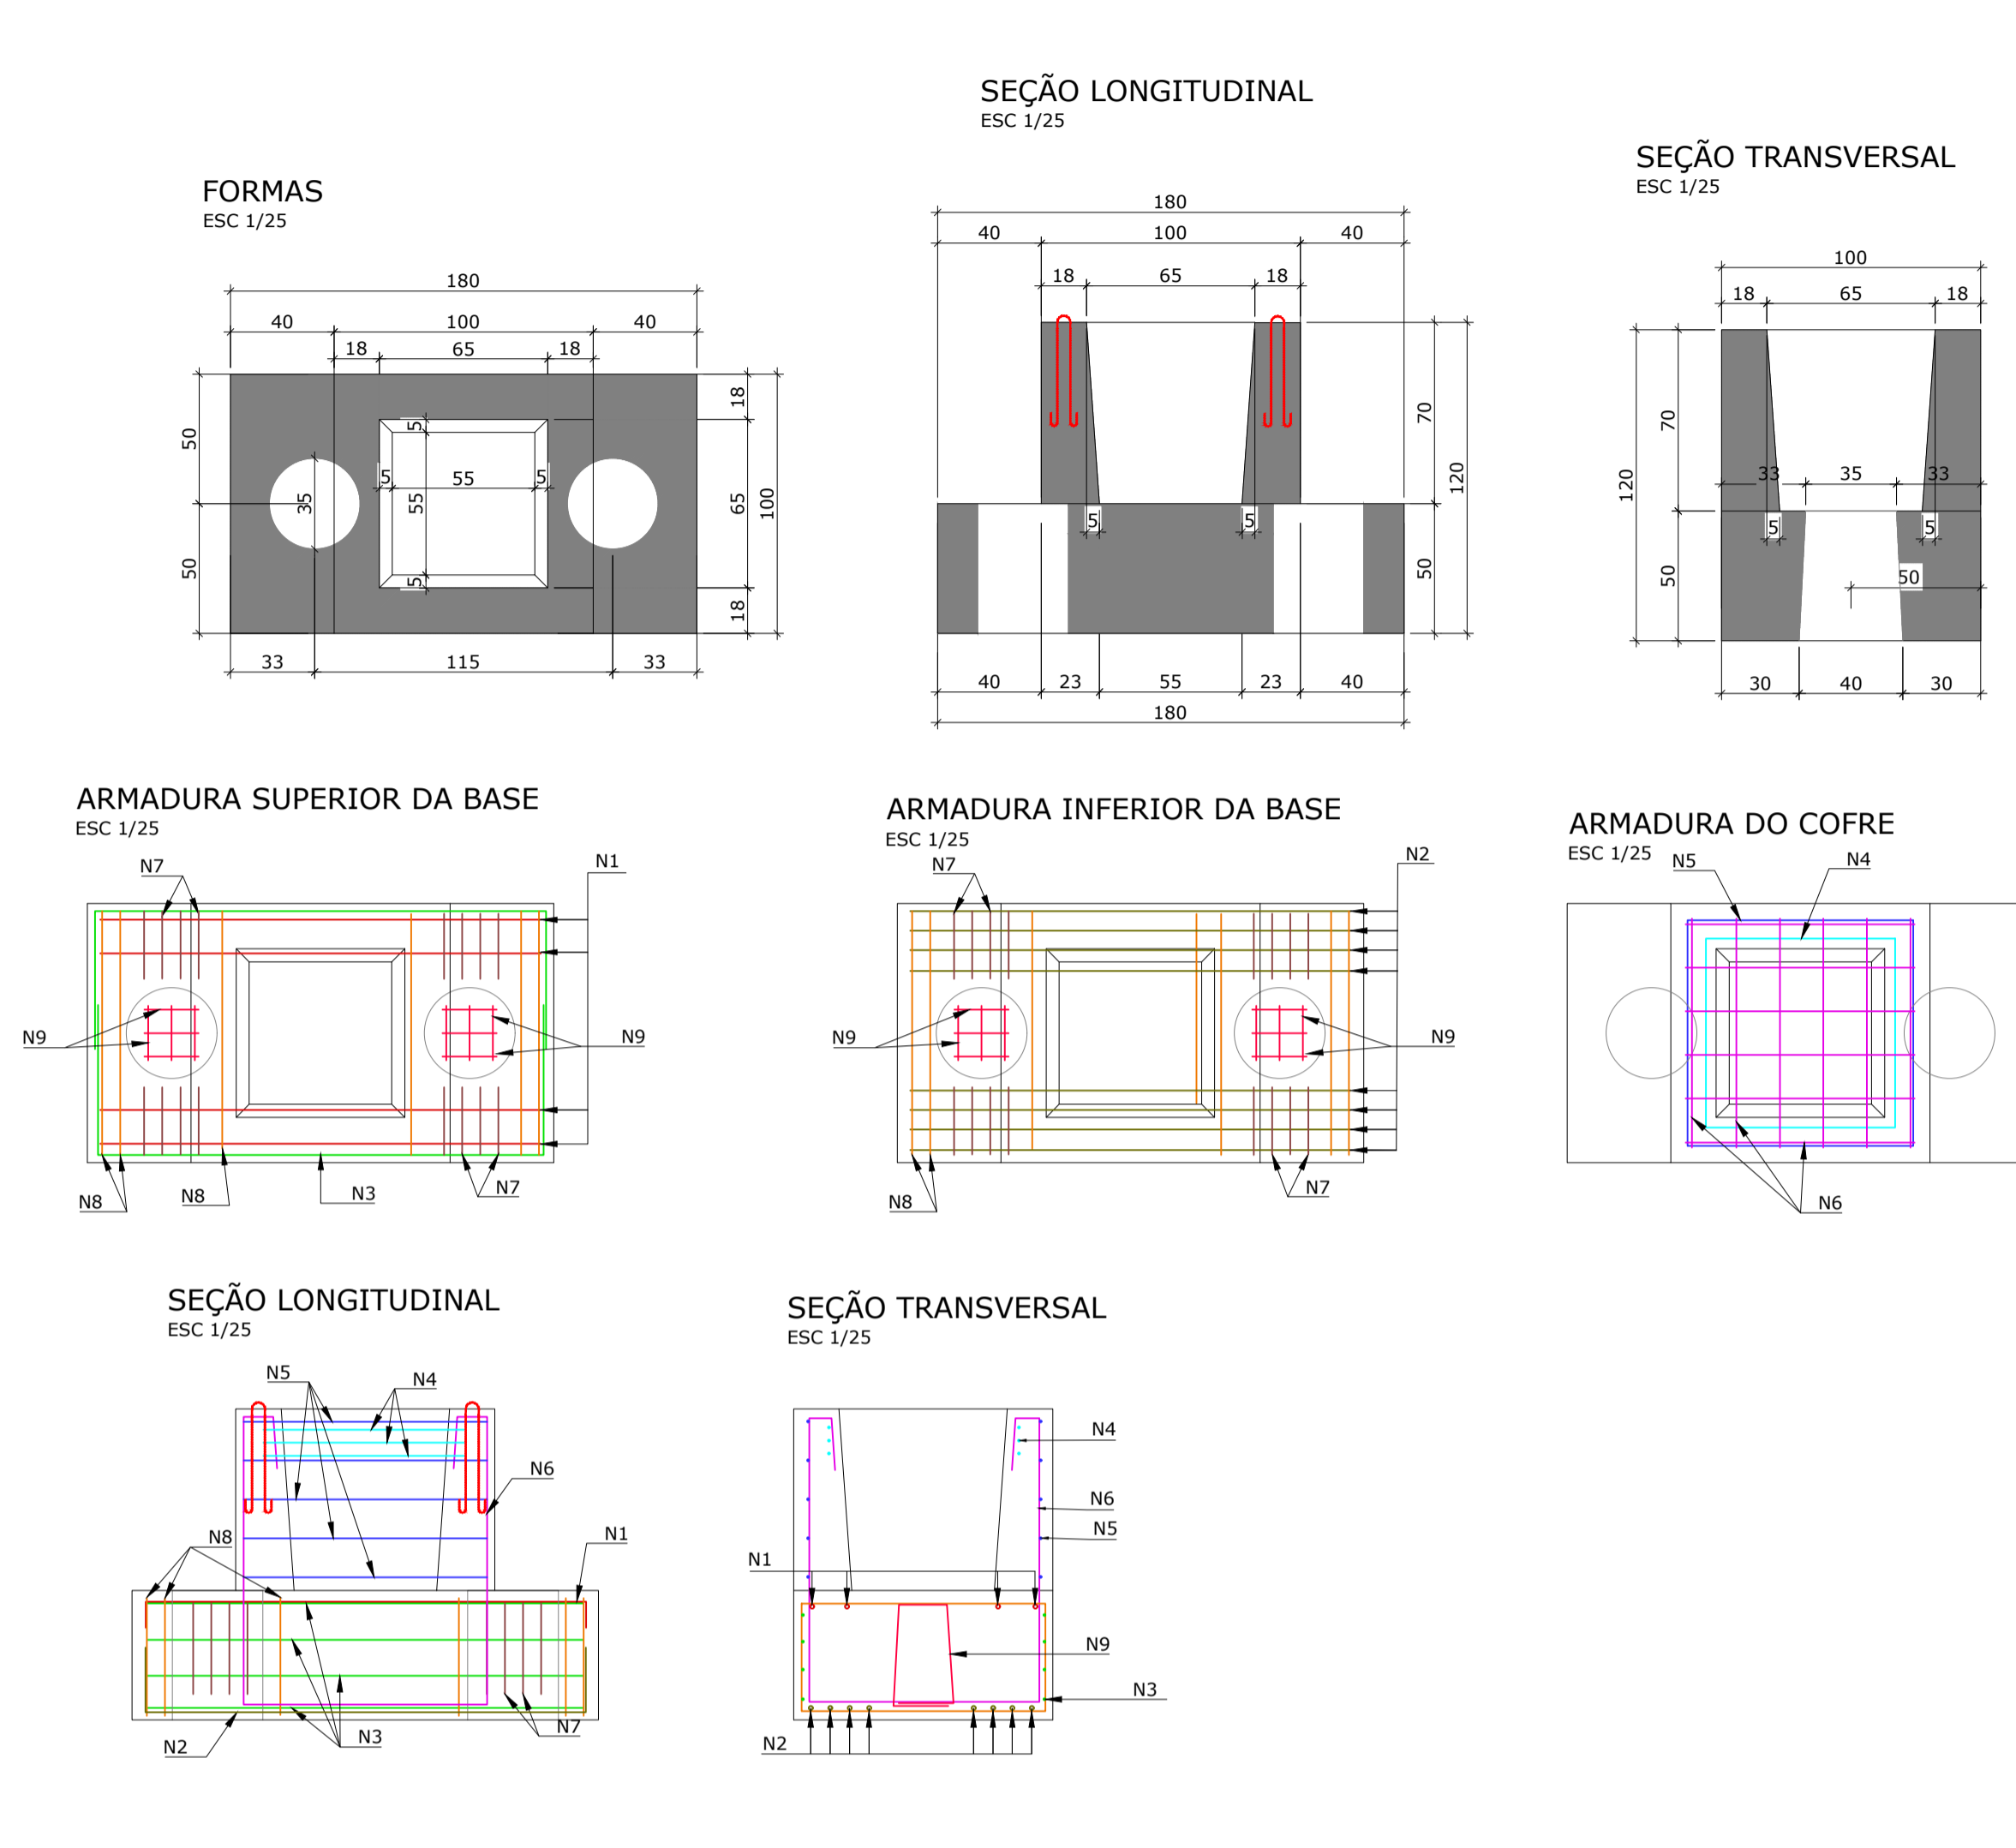 FORMAS
ESC 1/25
180
40 100 40
18 65 18
50
50
35
5
5 55 5
55
5
18
65
18
100
33 115 33
SEÇÃO LONGITUDINAL
ESC 1/25
180
40 100 40
18 65 18
70
50
120
5 5
40 23 55 23 40
180
SEÇÃO TRANSVERSAL
ESC 1/25
100
18 65 18
70
50
120
33 35 33
5 5
50
30 40 30
ARMADURA SUPERIOR DA BASE
ESC 1/25
N7
N1
N9
N9
N8
N8
N3
N7
ARMADURA INFERIOR DA BASE
ESC 1/25
N7
N2
N9
N9
N8
N7
ARMADURA DO COFRE
ESC 1/25
N5
N4
N6
SEÇÃO LONGITUDINAL
ESC 1/25
N5
N4
N6
N8
N1
N2
N3
N7
SEÇÃO TRANSVERSAL
ESC 1/25
N4
N6
N5
N1
N9
N3
N2